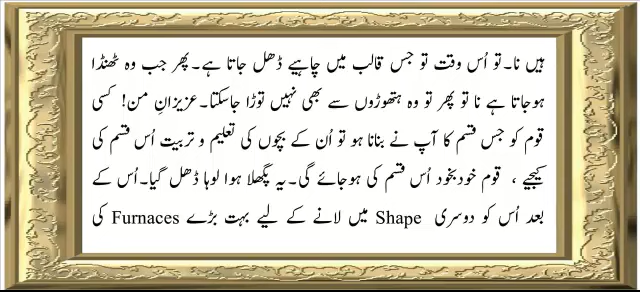 ہیں نا۔تو اُس وقت تو جس قالب میں چاہیے ڈھل جاتا ہے۔پھر جب وہ ٹھنڈا
ہوجاتا ہے نا تو پھر تو وہ ہتھوڑوں سے بھی نہیں توڑا جاسکتا۔عزیزانِ من! کسی
قوم کو جس قسم کا آپ نے بنانا ہو تو اُن کے بچوں کی تعلیم و تربیت اُس قسم کی
کیجیے ، قوم خودبخود اُس قسم کی ہوجائے گی۔یہ پگھلا ہوا لوہا ڈھل گیا۔اُس کے
بعد اُس کو دوسری Shape میں لانے کے لیے بہت بڑے Furnaces کی